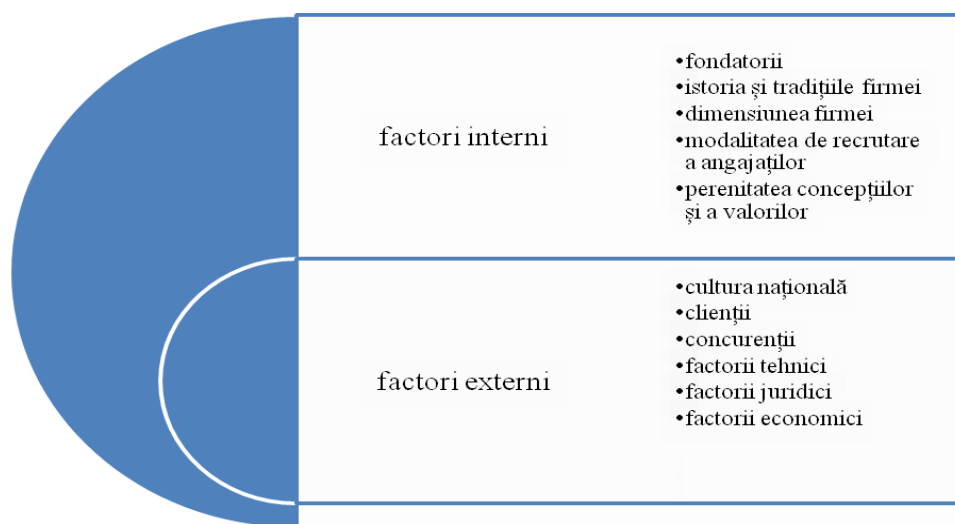 factori interni
•fondatorii
•istoria și tradițiile firmei
•dimensiunea firmei
•modalitatea de recrutare
a angajaților
•perenitatea concepțiilor
și a valorilor
factori externi
•cultura națională
•clienții
•concurenții
•factorii tehnici
•factorii juridici
•factorii economici